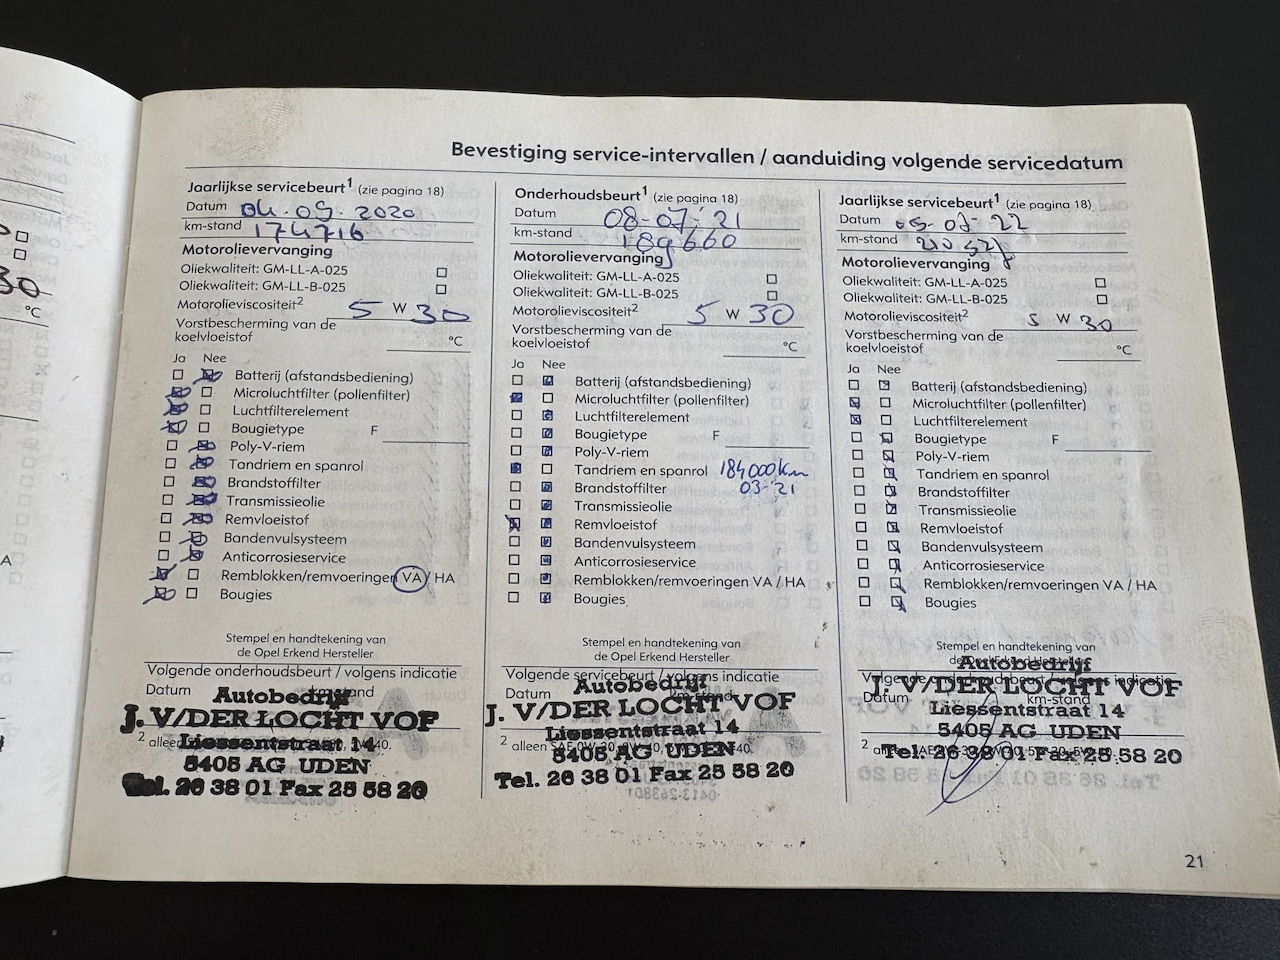 30
°C
Bevestiging service-intervallen / aanduiding volgende servicedatum
Jaarlijkse servicebeurt1 (zie pagina 18)
Datum 04-09-2020
km-stand 174716
Motorolievervanging
Oliekwaliteit: GM-LL-A-025
Oliekwaliteit: GM-LL-B-025
Motorolieviscositeit2 5 W 30
Vorstbescherming van de
koelvloeistof °C
Ja Nee
Batterij (afstandsbediening)
Microluchtfilter (pollenfilter)
Luchtfilterelement
Bougietype F
Poly-V-riem
Tandriem en spanrol
Brandstoffilter
Transmissieolie
Remvloeistof
Bandenvulsysteem
Anticorrosieservice
Remblokken/remvoeringen VA / HA
Bougies
Stempel en handtekening van
de Opel Erkend Hersteller
Volgende onderhoudsbeurt / volgens indicatie
Datum km-stand
Autobedrijf
J. V/DER LOCHT VOF
Liessentstraat 14
5405 AG UDEN
Tel. 26 38 01 Fax 25 58 20
Onderhoudsbeurt1 (zie pagina 18)
Datum 08-07-'21
km-stand 189660
Motorolievervanging
Oliekwaliteit: GM-LL-A-025
Oliekwaliteit: GM-LL-B-025
Motorolieviscositeit2 5 W 30
Vorstbescherming van de
koelvloeistof °C
Ja Nee
Batterij (afstandsbediening)
Microluchtfilter (pollenfilter)
Luchtfilterelement
Bougietype F
Poly-V-riem
Tandriem en spanrol 184000km
Brandstoffilter 03-'21
Transmissieolie
Remvloeistof
Bandenvulsysteem
Anticorrosieservice
Remblokken/remvoeringen VA / HA
Bougies
Stempel en handtekening van
de Opel Erkend Hersteller
Volgende servicebeurt / volgens indicatie
Datum km-stand
Autobedrijf
J. V/DER LOCHT VOF
Liessentstraat 14
5405 AG UDEN
Tel. 26 38 01 Fax 25 58 20
Jaarlijkse servicebeurt1 (zie pagina 18)
Datum
km-stand
Motorolievervanging
Oliekwaliteit: GM-LL-A-025
Oliekwaliteit: GM-LL-B-025
Motorolieviscositeit2 5 W 30
Vorstbescherming van de
koelvloeistof °C
Ja Nee
Batterij (afstandsbediening)
Microluchtfilter (pollenfilter)
Luchtfilterelement
Bougietype F
Poly-V-riem
Tandriem en spanrol
Brandstoffilter
Transmissieolie
Remvloeistof
Bandenvulsysteem
Anticorrosieservice
Remblokken/remvoeringen VA / HA
Bougies
Stempel en handtekening van
de Opel Erkend Hersteller
Volgende onderhoudsbeurt / volgens indicatie
Datum km-stand
Autobedrijf
J. V/DER LOCHT VOF
Liessentstraat 14
5405 AG UDEN
Tel. 26 38 01 Fax 25 58 20
21